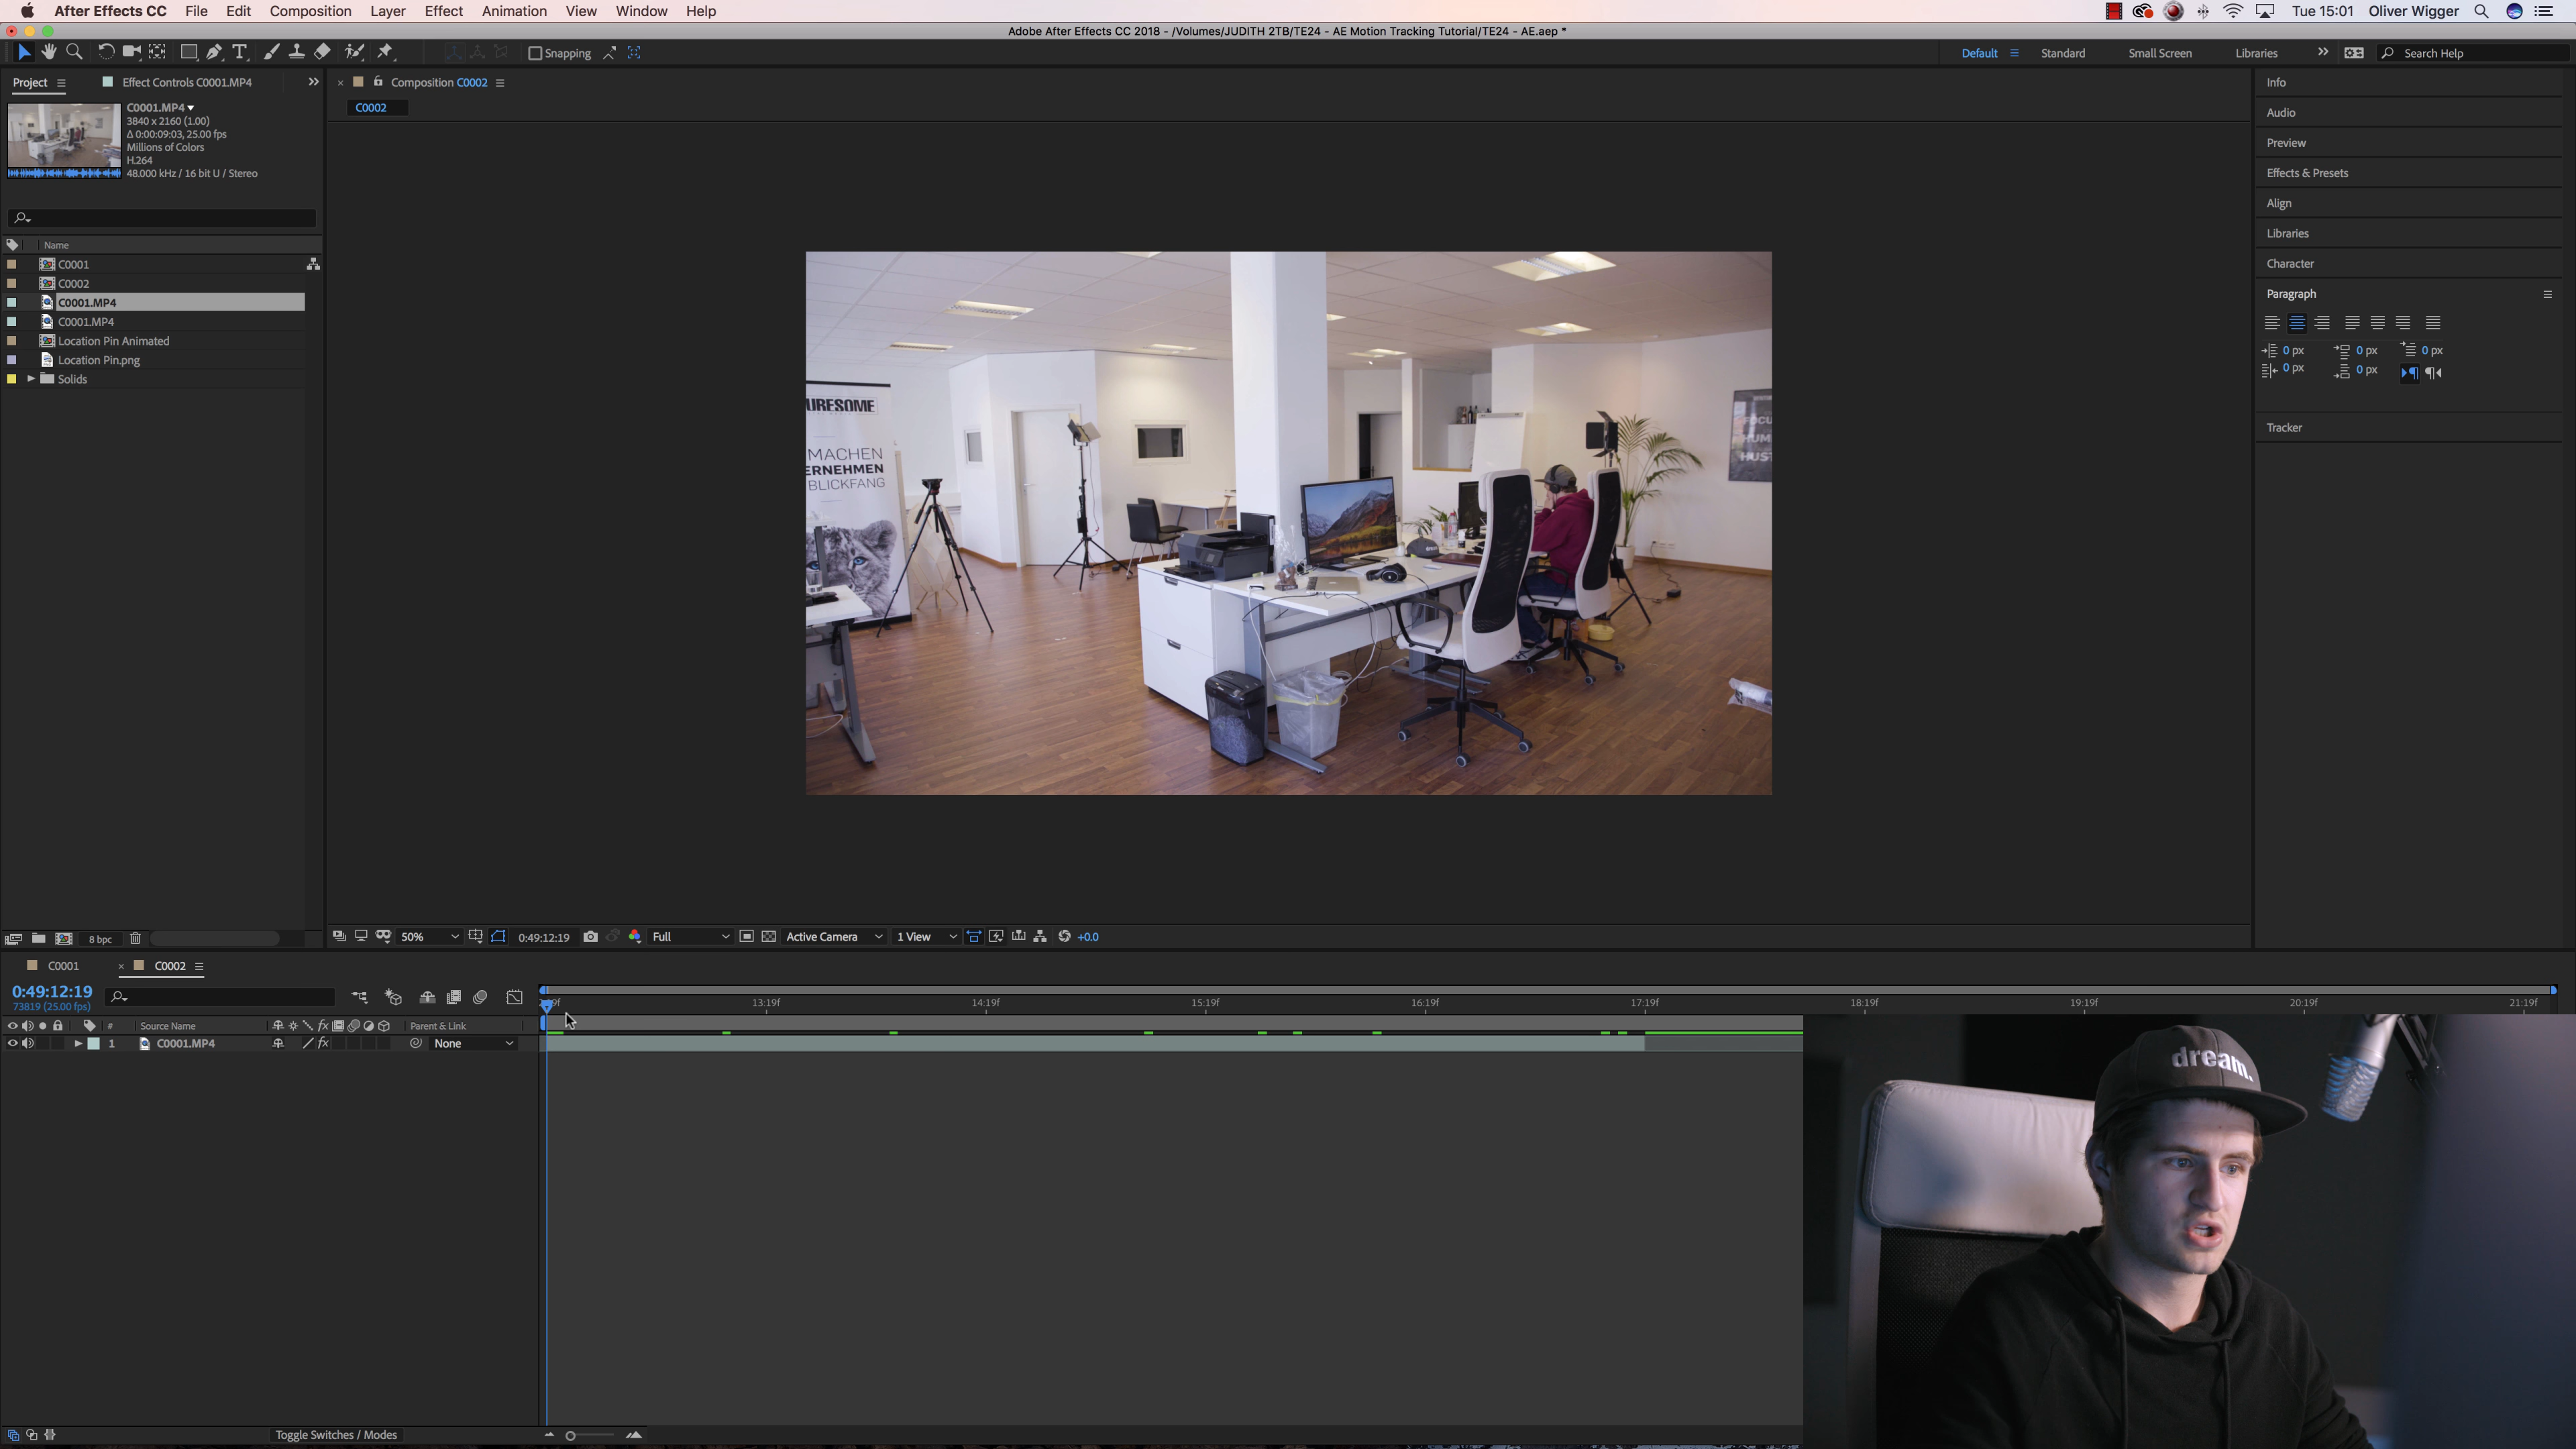 After Effects CC File Edit Composition Layer Effect Animation View Window Help Tue 15:01 Oliver Wigger
Adobe After Effects CC 2018 - /Volumes/JUDITH 2TB/TE24 - AE Motion Tracking Tutorial/TE24 - AE.aep *
Snapping Default Standard Small Screen Libraries Search Help
Project Effect Controls C0001.MP4
C0001.MP4
3840 x 2160 (1.00)
Δ 0:00:09:03, 25.00 fps
Millions of Colors
H.264
48.000 kHz / 16 bit U / Stereo
Name
C0001
C0002
C0001.MP4
C0001.MP4
Location Pin Animated
Location Pin.png
Solids
8 bpc
Composition C0002
C0002
URESOME
MACHEN
ERNEHMEN
BLICKFANG
FOCU
HUM
HUST
50% 0:49:12:19 Full Active Camera 1 View +0.0
Info
Audio
Preview
Effects & Presets
Align
Libraries
Character
Paragraph
0 px 0 px 0 px
0 px 0 px
Tracker
C0001 C0002
0:49:12:19
73819 (25.00 fps)
13:19f 14:19f 15:19f 16:19f 17:19f 18:19f 19:19f 20:19f 21:19f
# Source Name Parent & Link
1 C0001.MP4 None
dream.
Toggle Switches / Modes